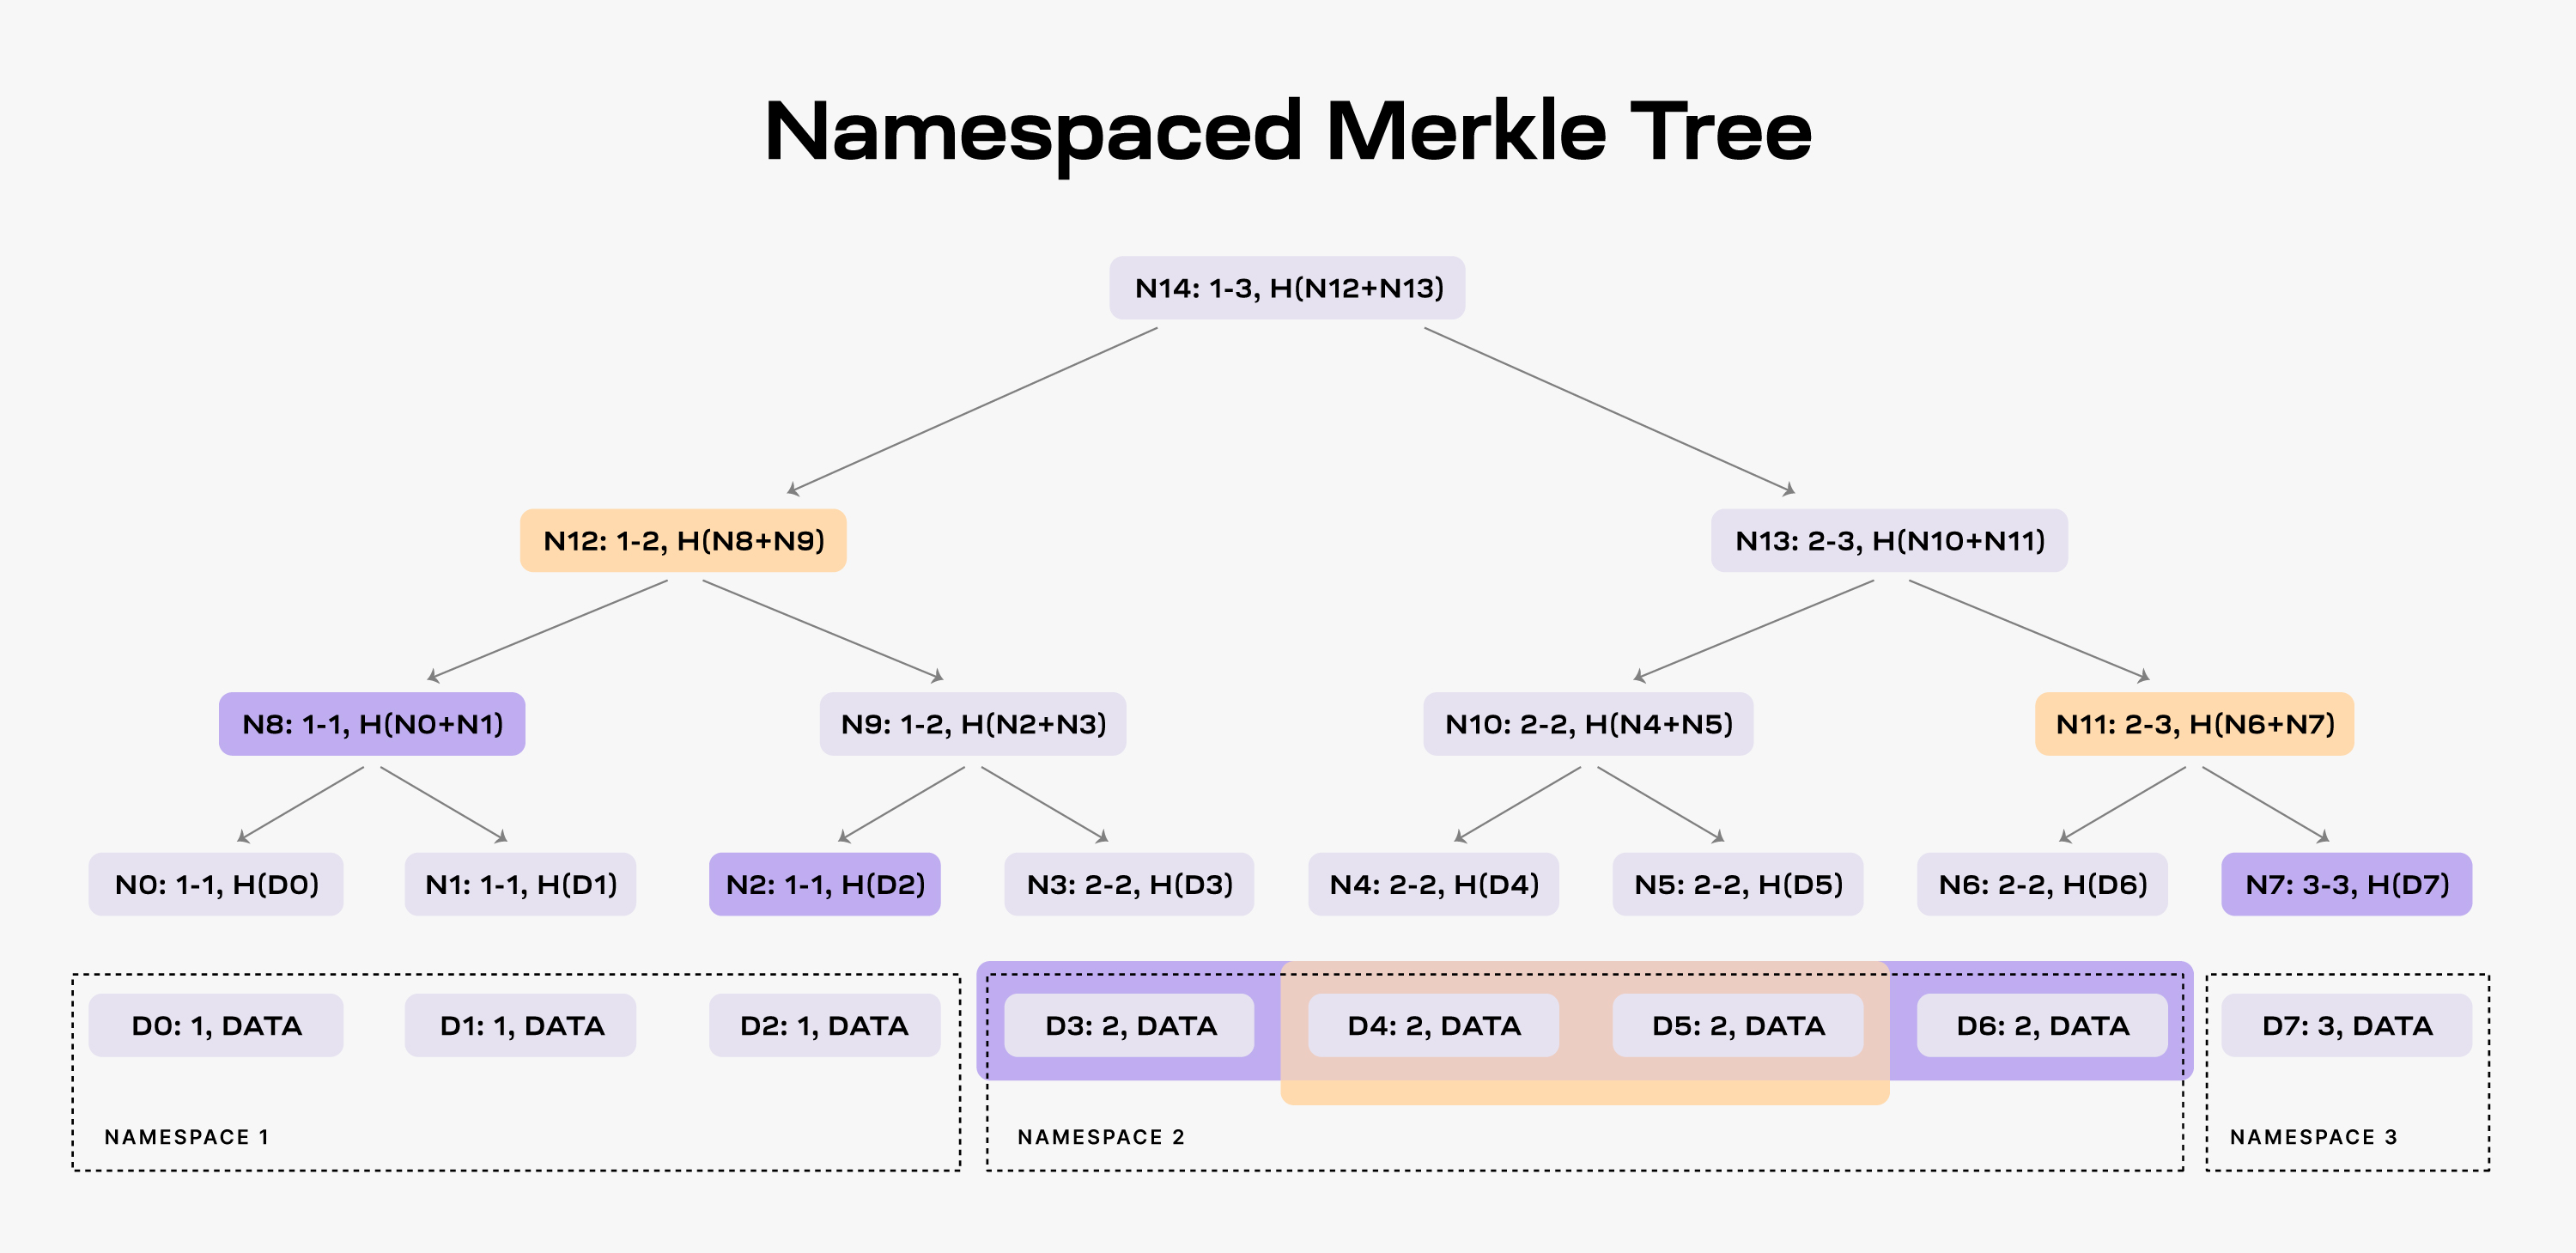 Namespaced Merkle Tree
N14: 1-3, H(N12+N13)
N12: 1-2, H(N8+N9)
N13: 2-3, H(N10+N11)
N8: 1-1, H(N0+N1)
N9: 1-2, H(N2+N3)
N10: 2-2, H(N4+N5)
N11: 2-3, H(N6+N7)
N0: 1-1, H(D0)
N1: 1-1, H(D1)
N2: 1-1, H(D2)
N3: 2-2, H(D3)
N4: 2-2, H(D4)
N5: 2-2, H(D5)
N6: 2-2, H(D6)
N7: 3-3, H(D7)
D0: 1, DATA
D1: 1, DATA
D2: 1, DATA
D3: 2, DATA
D4: 2, DATA
D5: 2, DATA
D6: 2, DATA
D7: 3, DATA
NAMESPACE 1
NAMESPACE 2
NAMESPACE 3